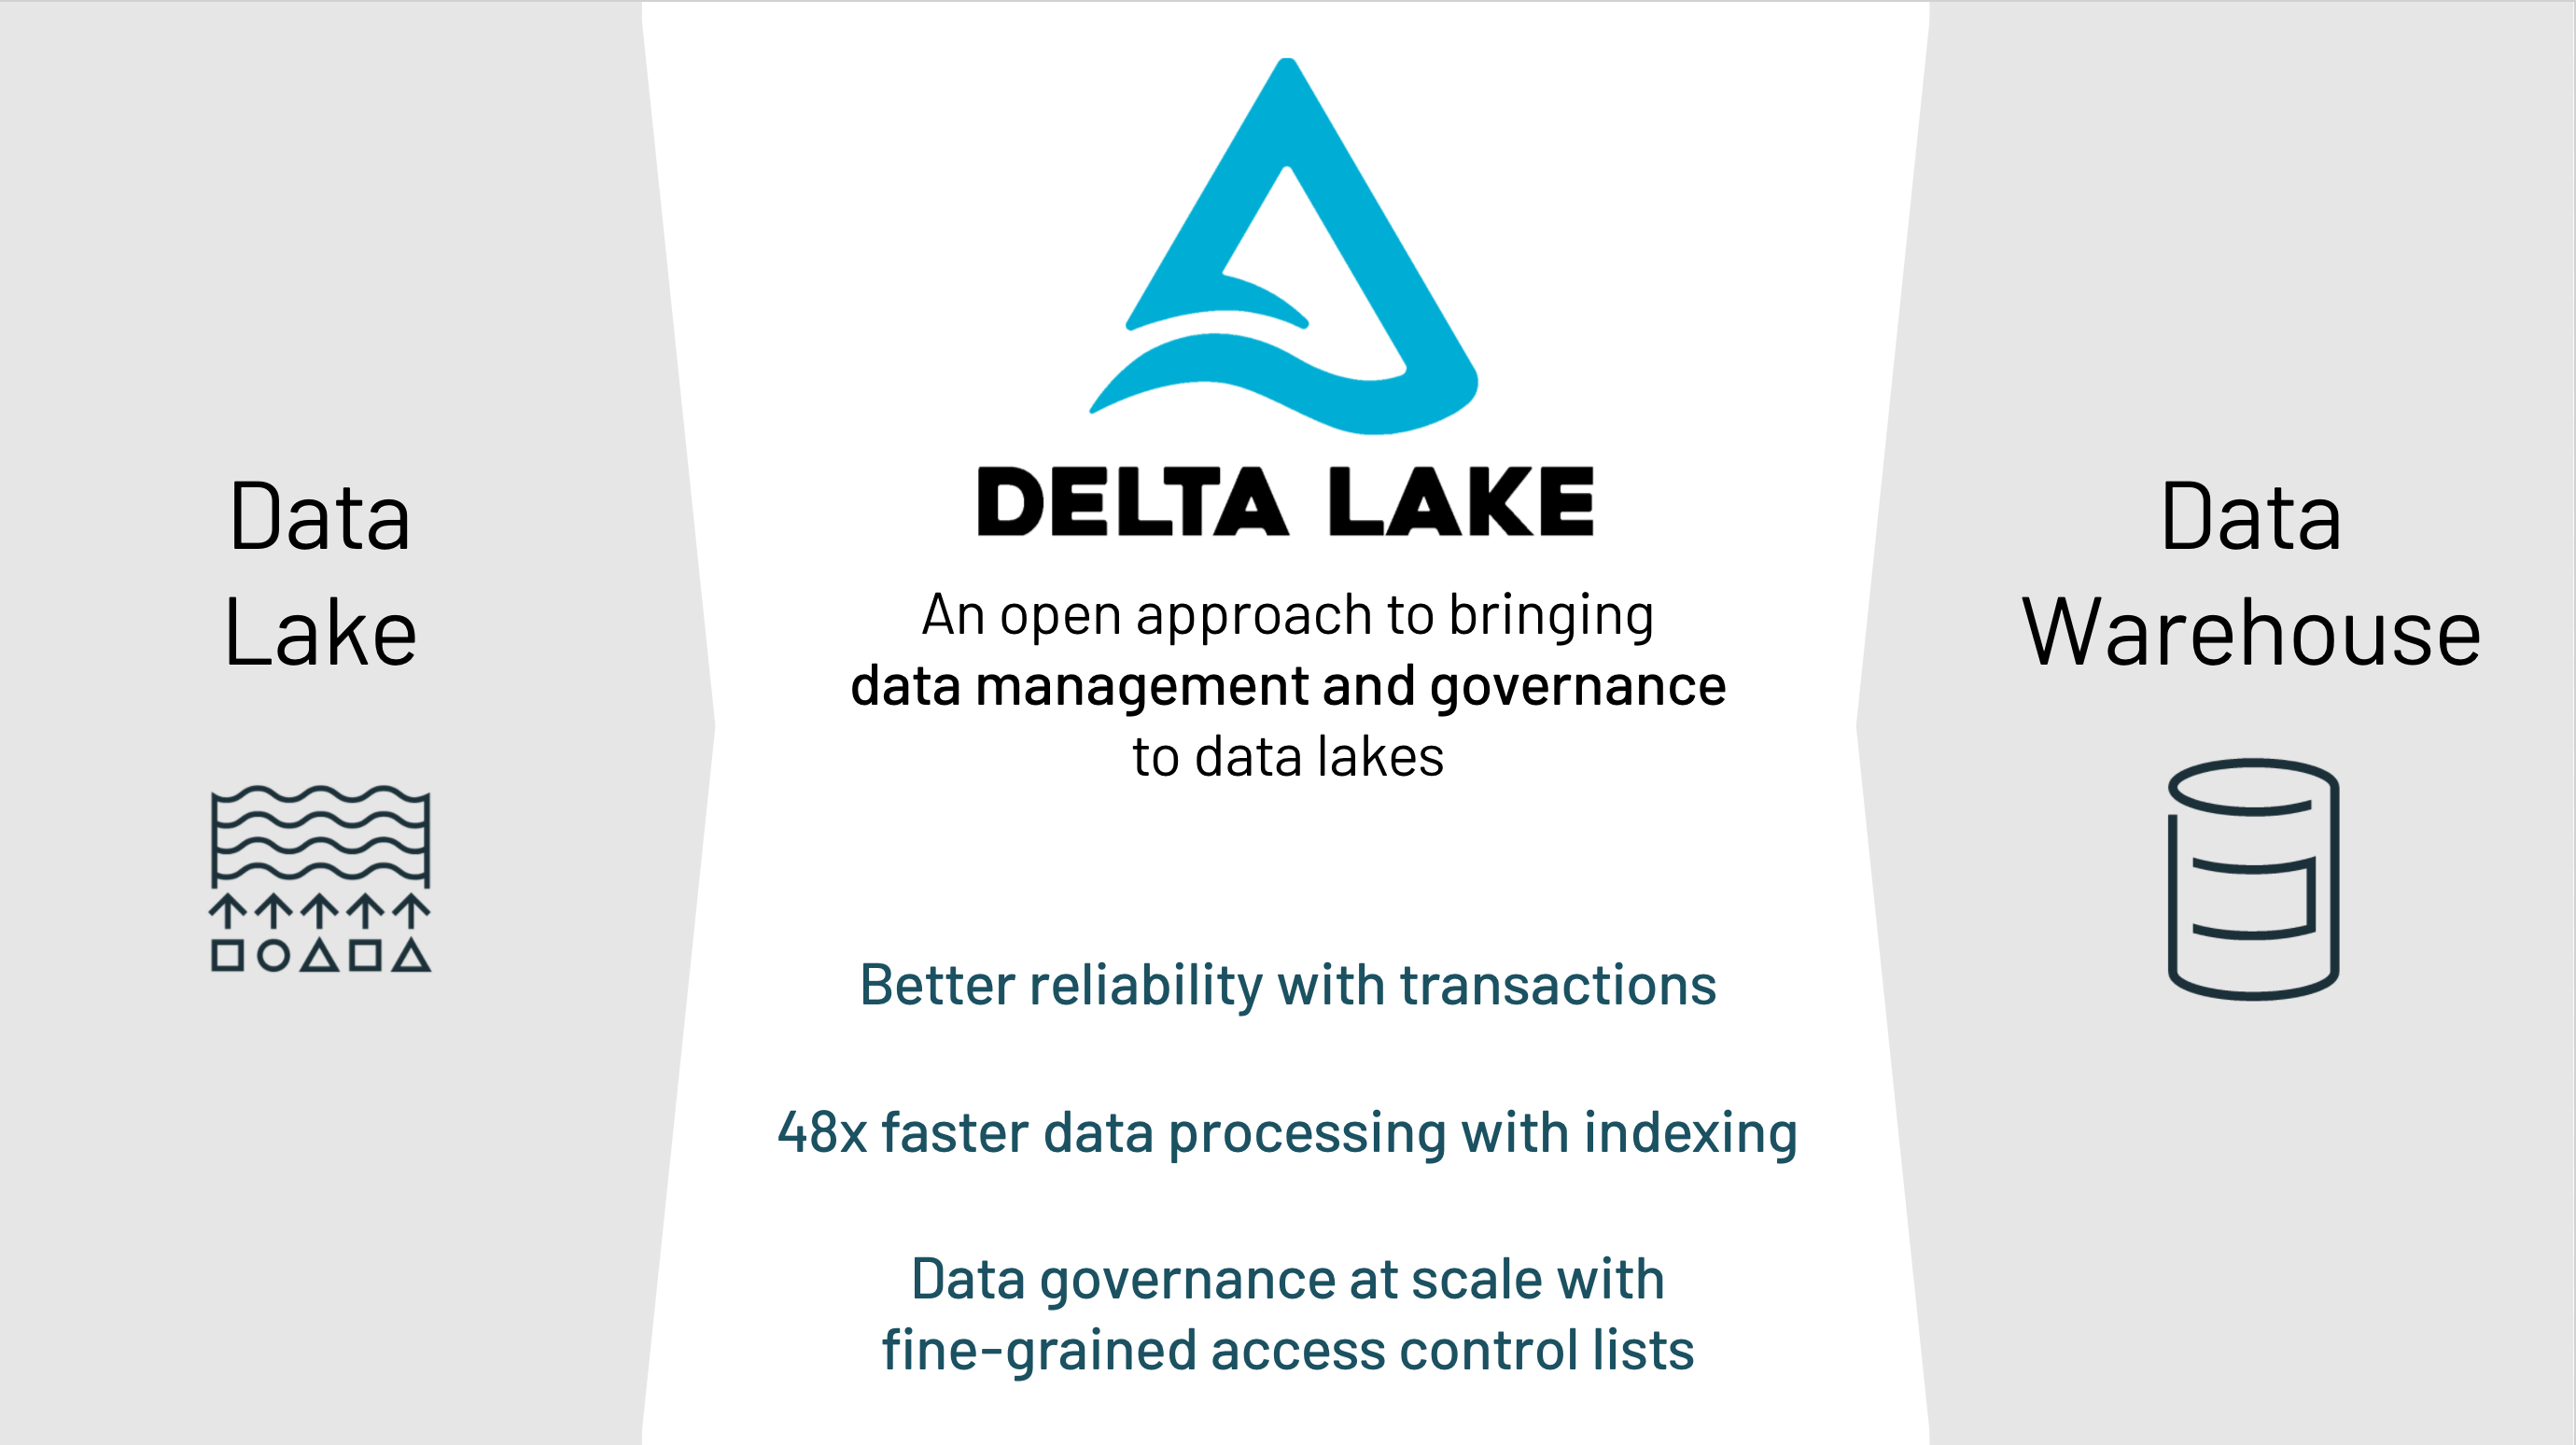 Data
Lake
DELTA LAKE
An open approach to bringing
data management and governance
to data lakes
Better reliability with transactions
48x faster data processing with indexing
Data governance at scale with
fine-grained access control lists
Data
Warehouse